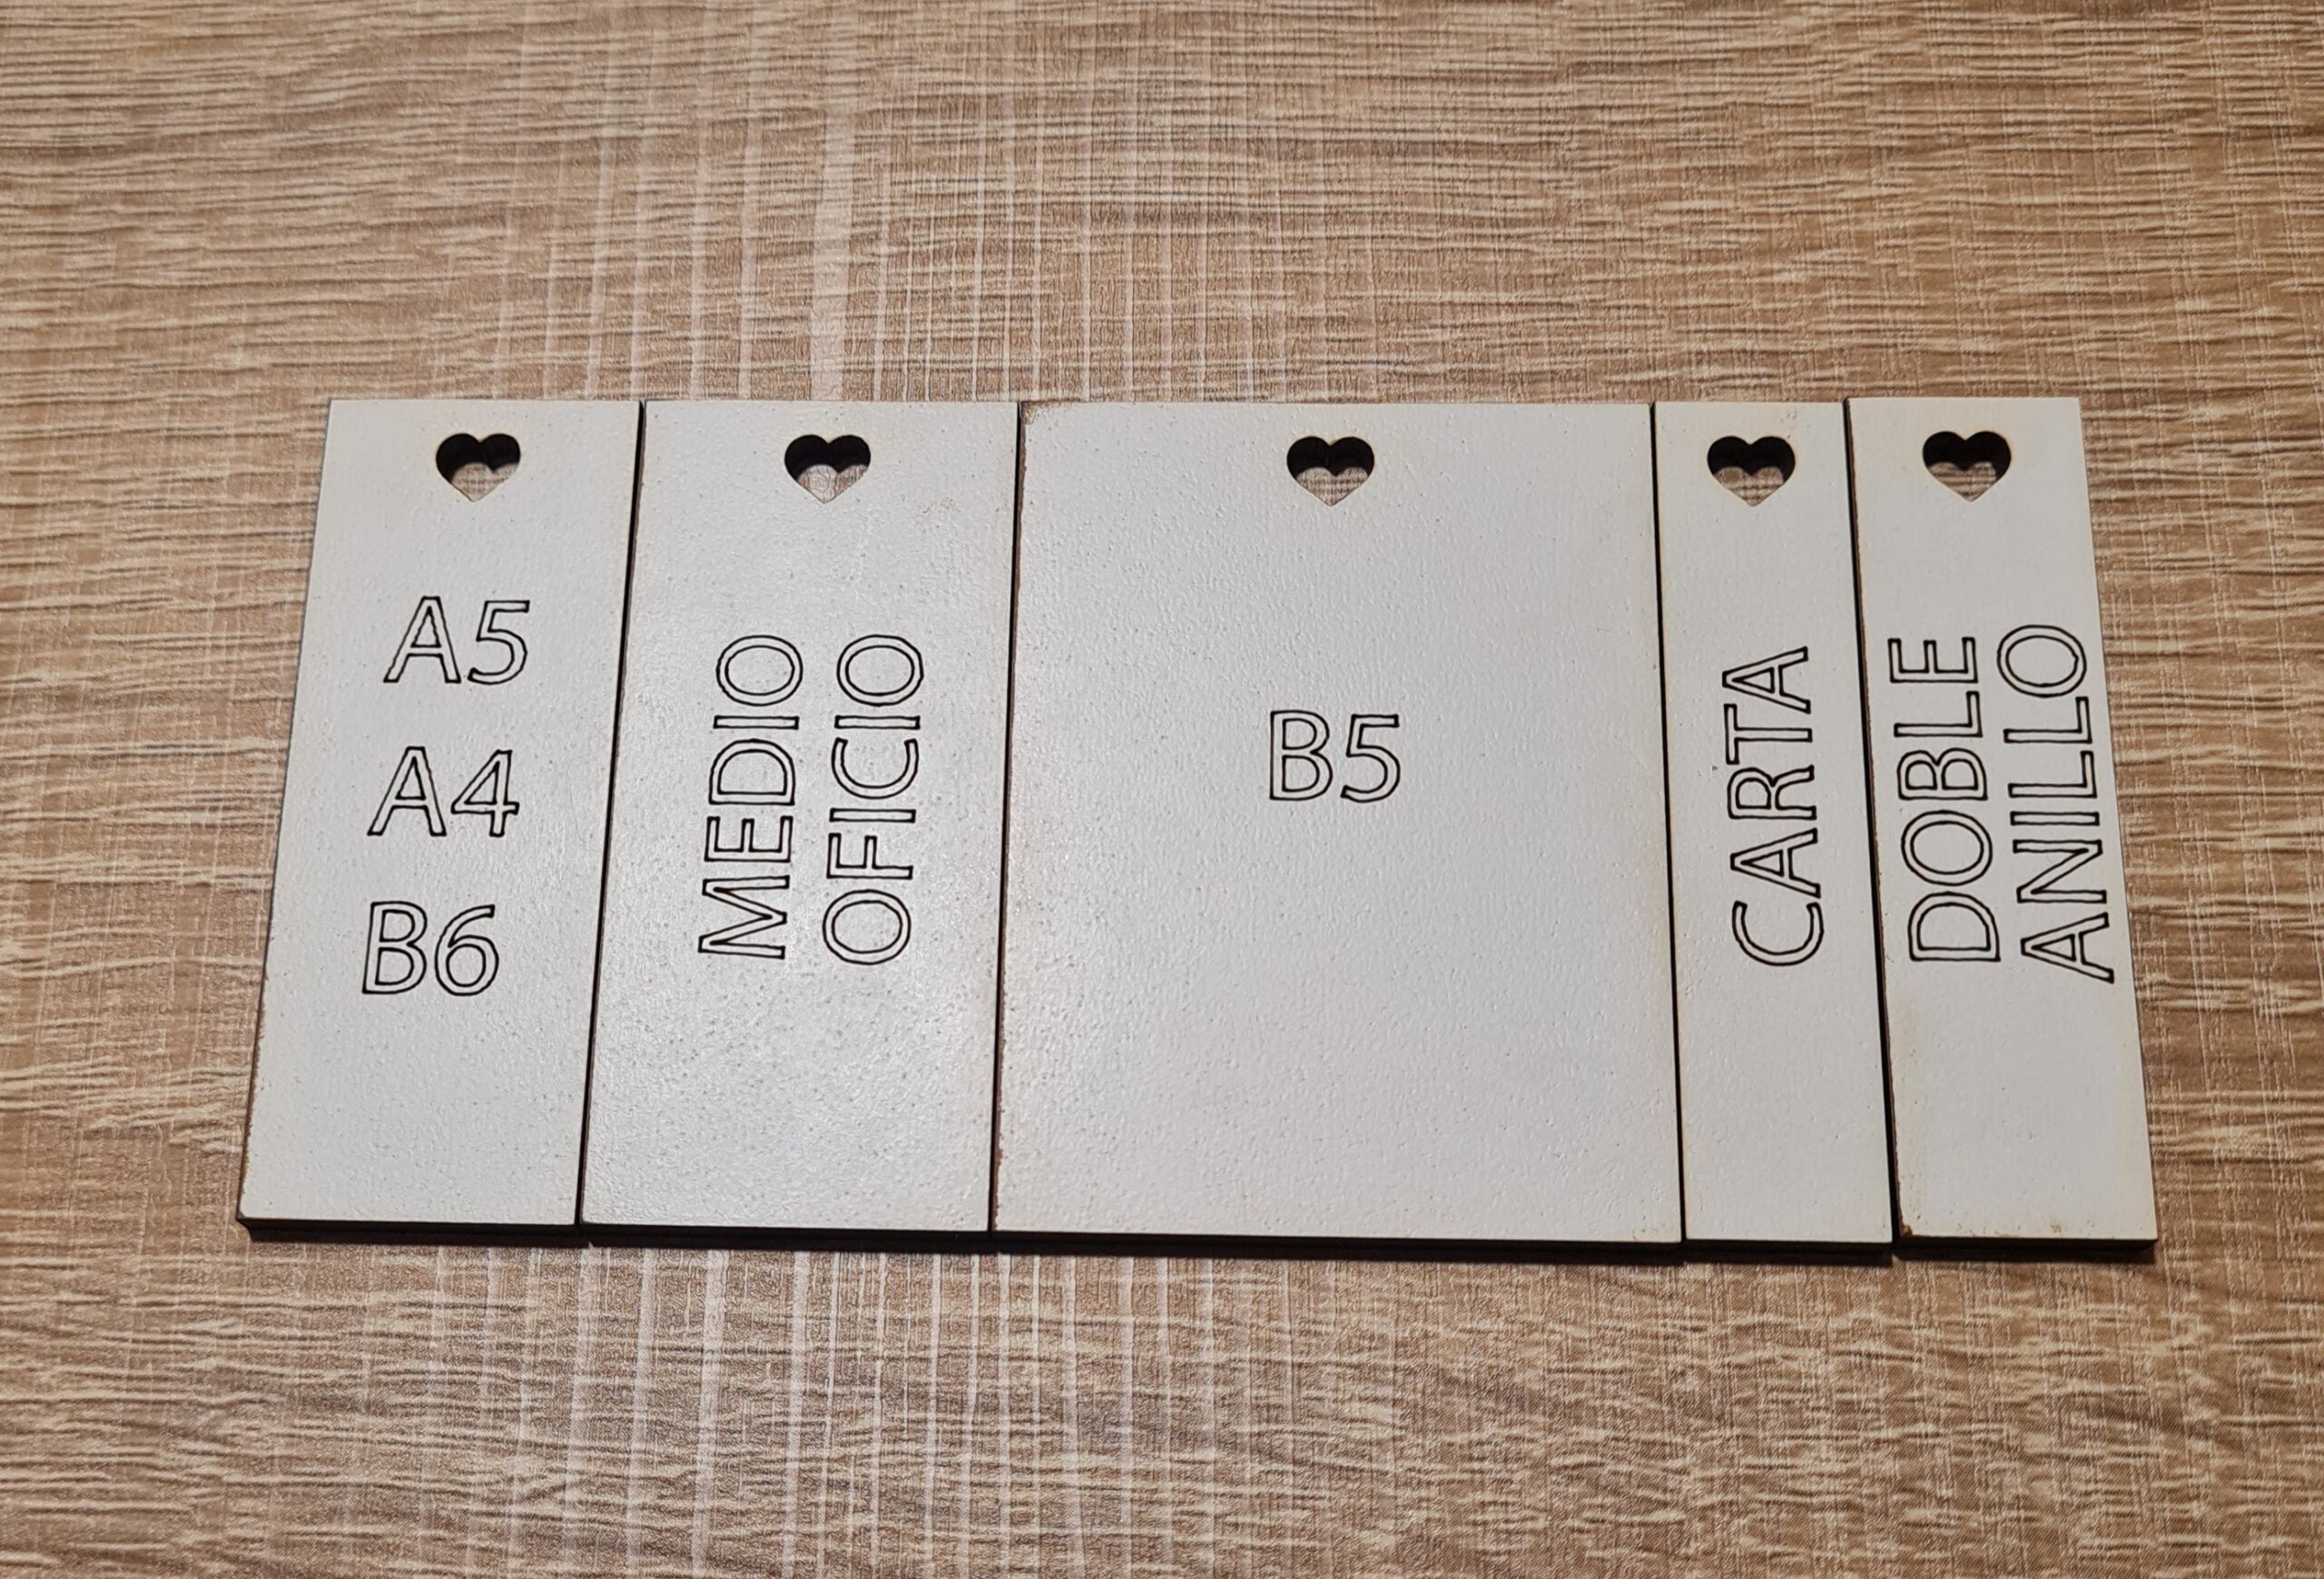 A5
A4
B6
MEDIO
OFICIO
B5
CARTA
DOBLE
ANILLO